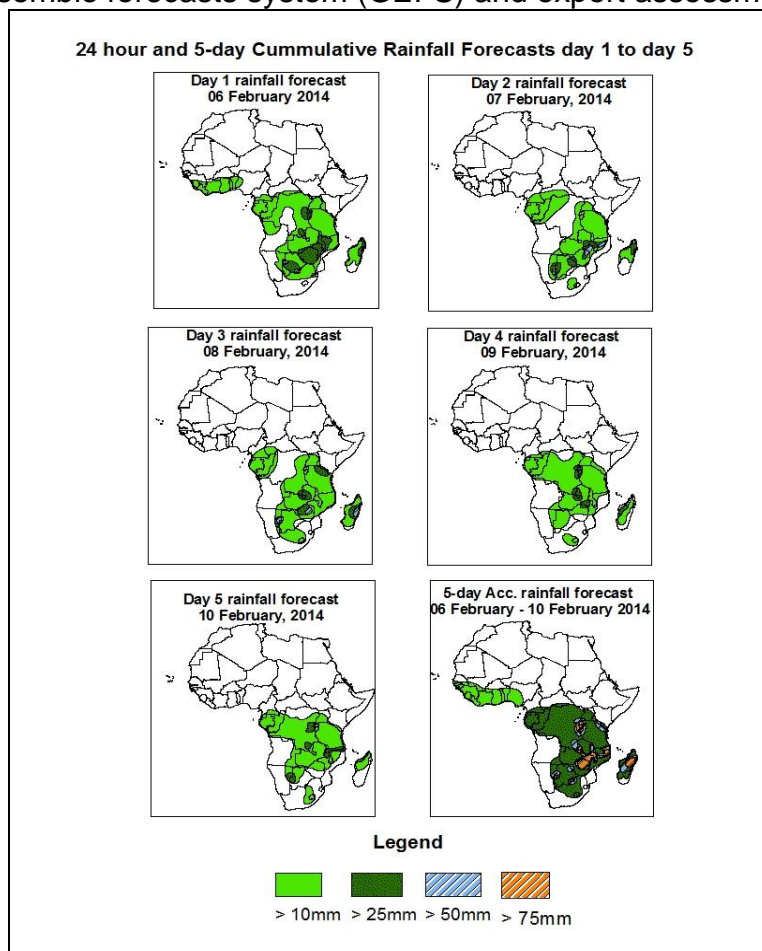 24 hour and 5-day Cummulative Rainfall Forecasts day 1 to day 5
Day 1 rainfall forecast
06 February 2014
Day 2 rainfall forecast
07 February, 2014
Day 3 rainfall forecast
08 February, 2014
Day 4 rainfall forecast
09 February, 2014
Day 5 rainfall forecast
10 February, 2014
5-day Acc. rainfall forecast
06 February - 10 February 2014
Legend
> 10mm > 25mm > 50mm > 75mm